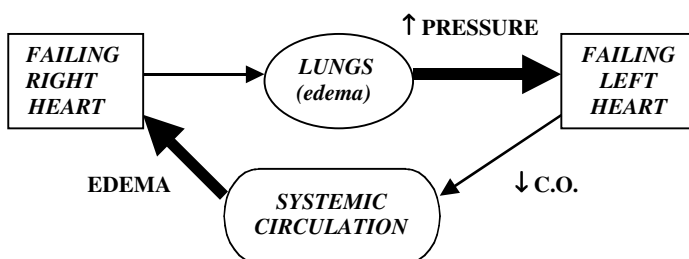 ↑ PRESSURE
FAILING
RIGHT
HEART
LUNGS
(edema)
FAILING
LEFT
HEART
EDEMA
SYSTEMIC
CIRCULATION
↓ C.O.